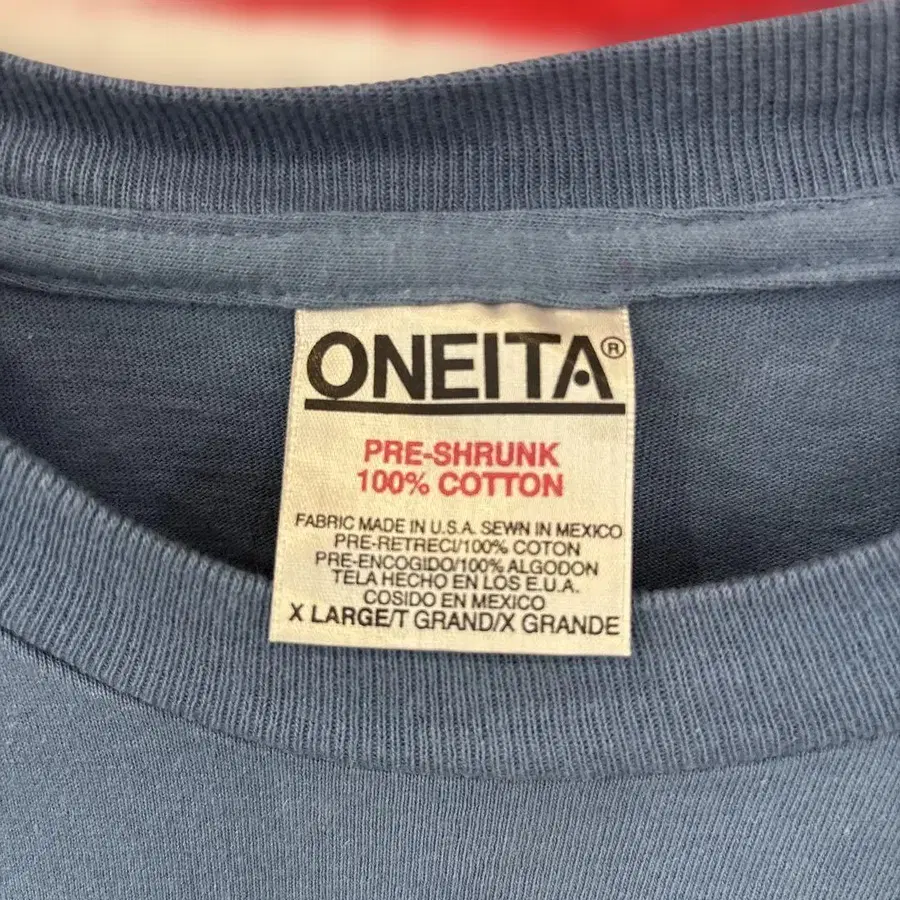 ONEITA®
PRE-SHRUNK
100% COTTON
FABRIC MADE IN U.S.A. SEWN IN MEXICO
PRE-RETRECI/100% COTON
PRE-ENCOGIDO/100% ALGODON
TELA HECHO EN LOS E.U.A.
COSIDO EN MEXICO
X LARGE/T GRAND/X GRANDE